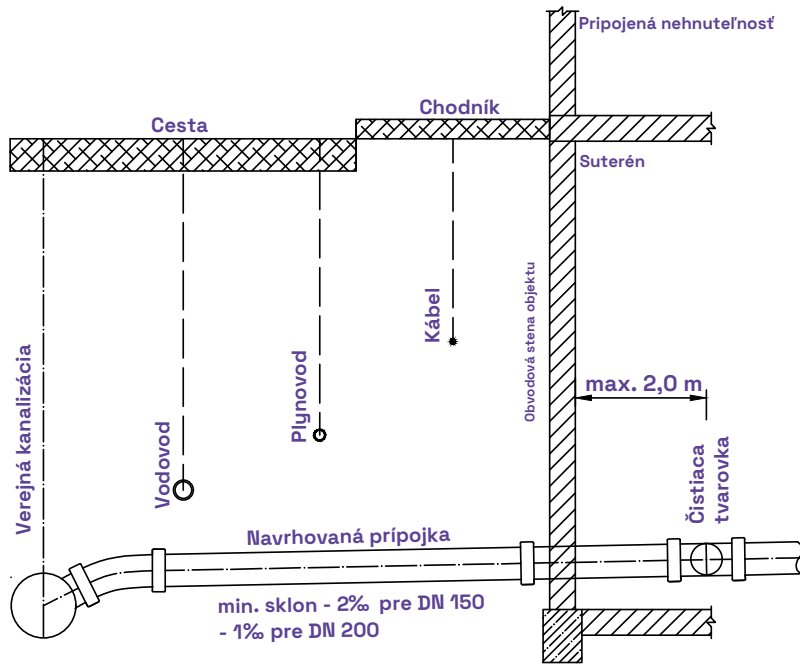 Pripojená nehnuteľnosť
Chodník
Cesta
Suterén
Verejná kanalizácia
Vodovod
Plynovod
Kábel
Obvodová stena objektu
max. 2,0 m
Čistiaca
tvarovka
Navrhovaná prípojka
min. sklon - 2‰ pre DN 150
- 1‰ pre DN 200